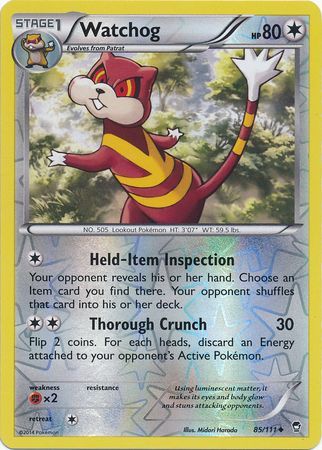 STAGE1
Watchog
HP80
Evolves from Patrat
NO. 505 Lookout Pokémon HT: 3'07" WT: 59.5 lbs.
Held-Item Inspection
Your opponent reveals his or her hand. Choose an
Item card you find there. Your opponent shuffles
that card into his or her deck.
Thorough Crunch 30
Flip 2 coins. For each heads, discard an Energy
attached to your opponent's Active Pokémon.
weakness resistance
×2
retreat
Using luminescent matter, it
makes its eyes and body glow
and stuns attacking opponents.
©2014 Pokémon
Illus. Midori Harada
85/111